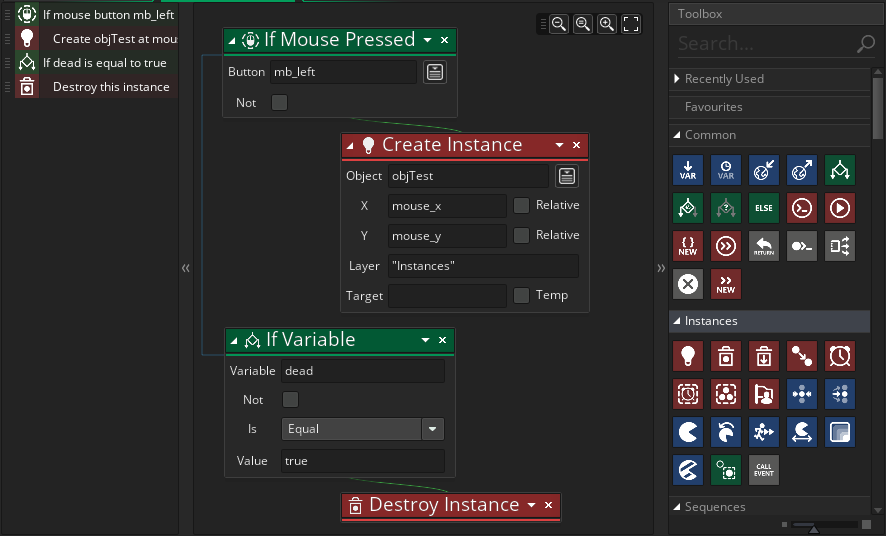 If mouse button mb_left
Create objTest at mou
If dead is equal to true
Destroy this instance
If Mouse Pressed
Button mb_left
Not
Create Instance
Object objTest
X mouse_x Relative
Y mouse_y Relative
Layer "Instances"
Target Temp
If Variable
Variable dead
Not
Is Equal
Value true
Destroy Instance
Toolbox
Search...
Recently Used
Favourites
Common
VAR VAR
ELSE
NEW RETURN
NEW
Instances
CALL
EVENT
Sequences